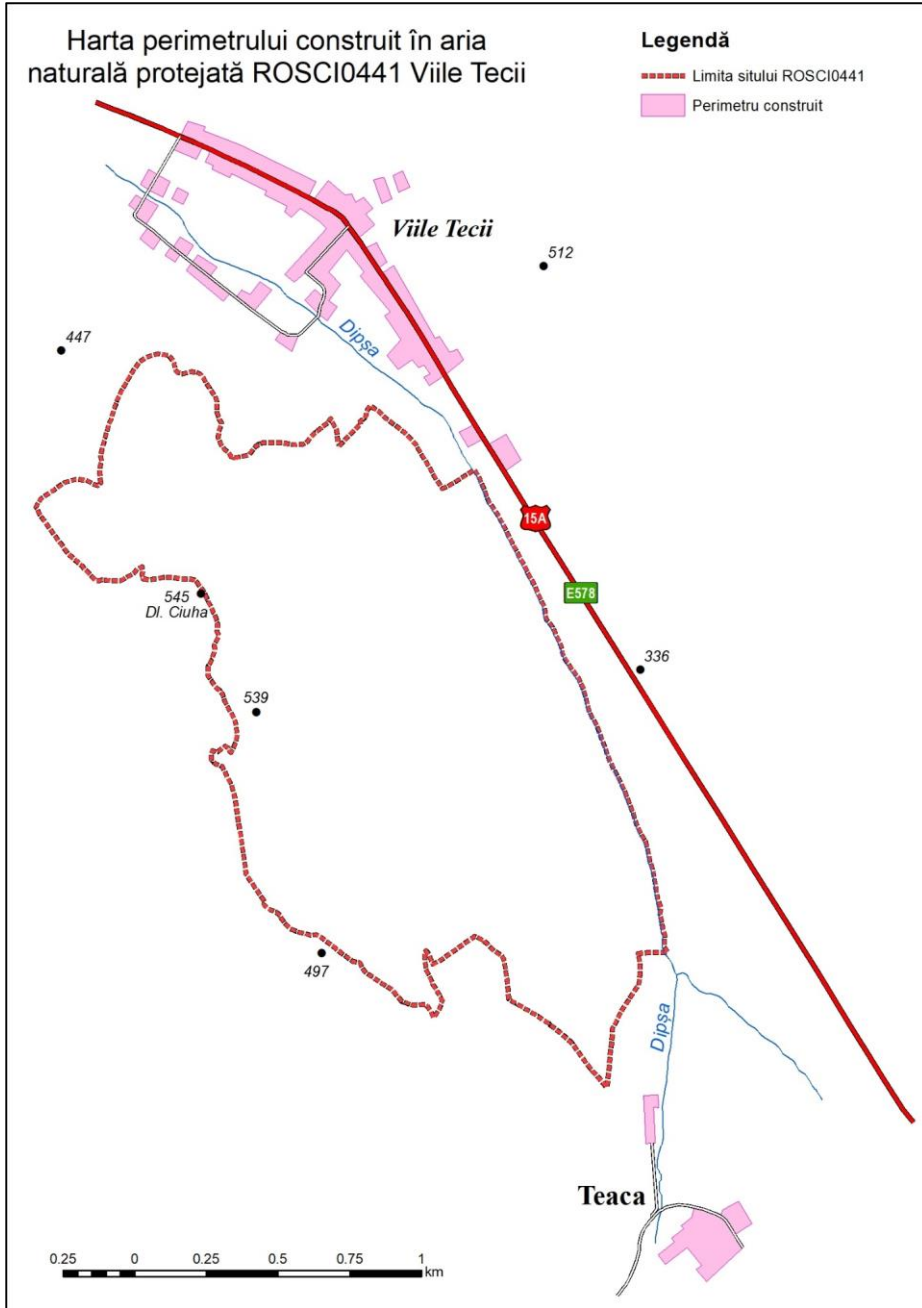 Harta perimetrului construit în aria
naturală protejată ROSCI0441 Viile Tecii
Legendă
Limita sitului ROSCI0441
Perimetru construit
Viile Tecii
512
Dipșa
447
15A
E578
545
Dl. Ciuha
336
539
497
Dipșa
Teaca
0.25 0 0.25 0.5 0.75 1
km